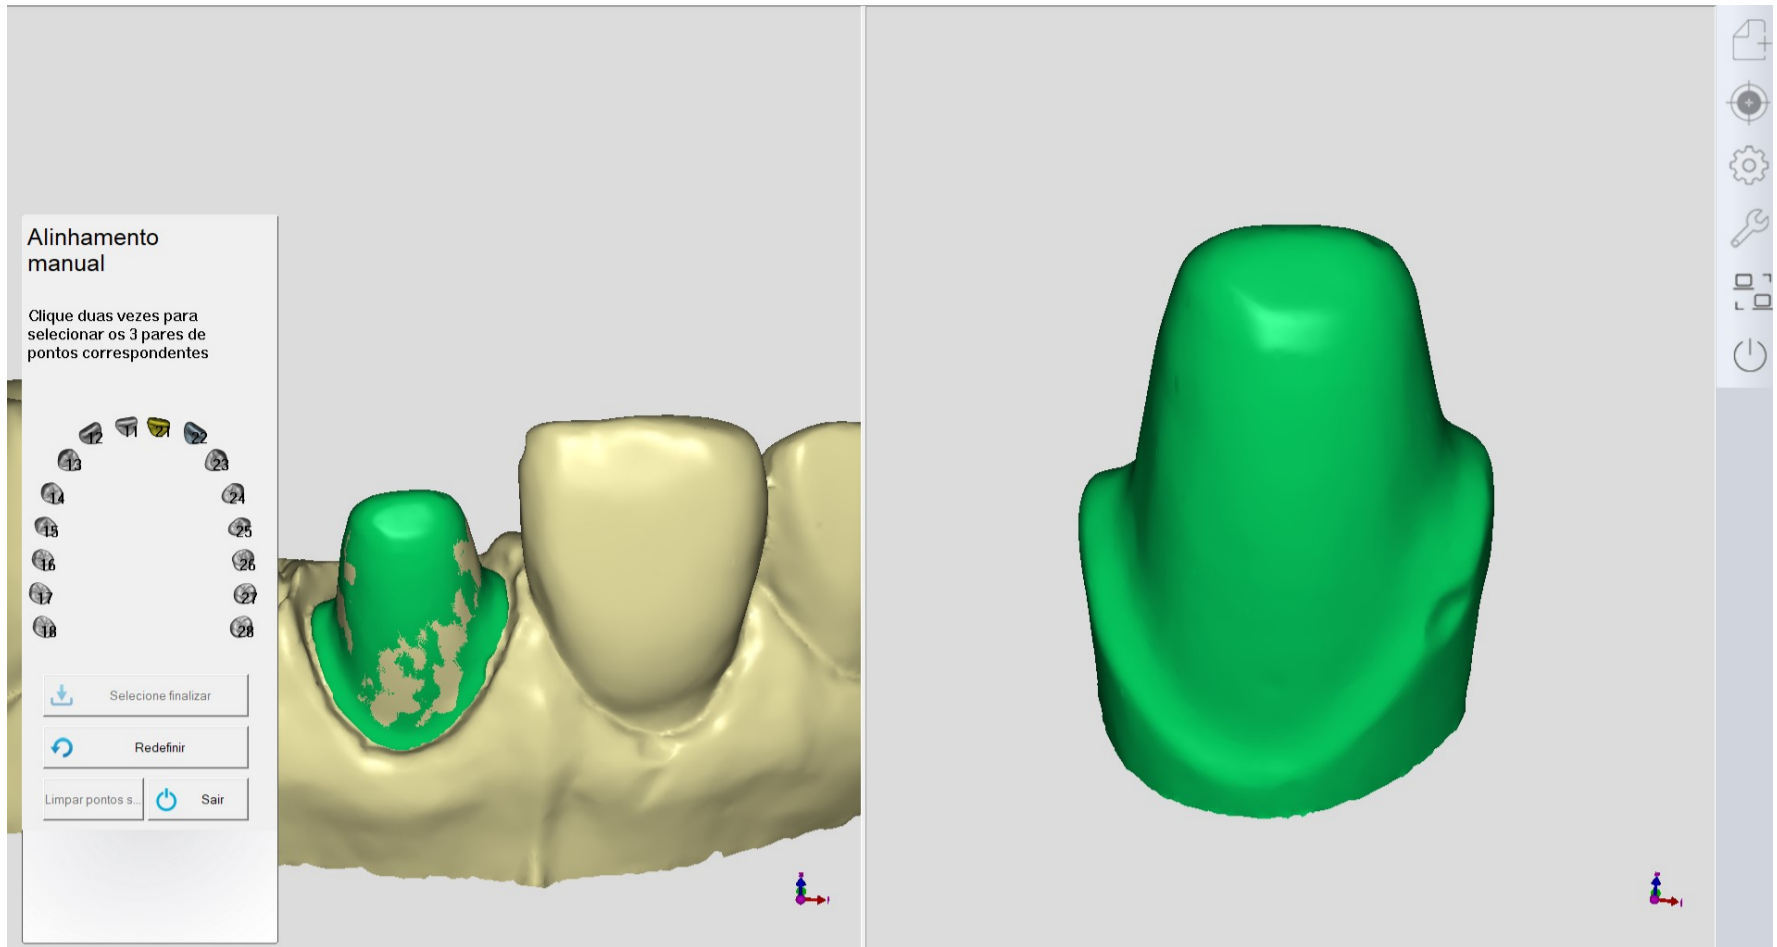 Alinhamento
manual
Clique duas vezes para
selecionar os 3 pares de
pontos correspondentes
12 11 21 22
13 23
14 24
15 25
16 26
17 27
18 28
Selecione finalizar
Redefinir
Limpar pontos s... Sair